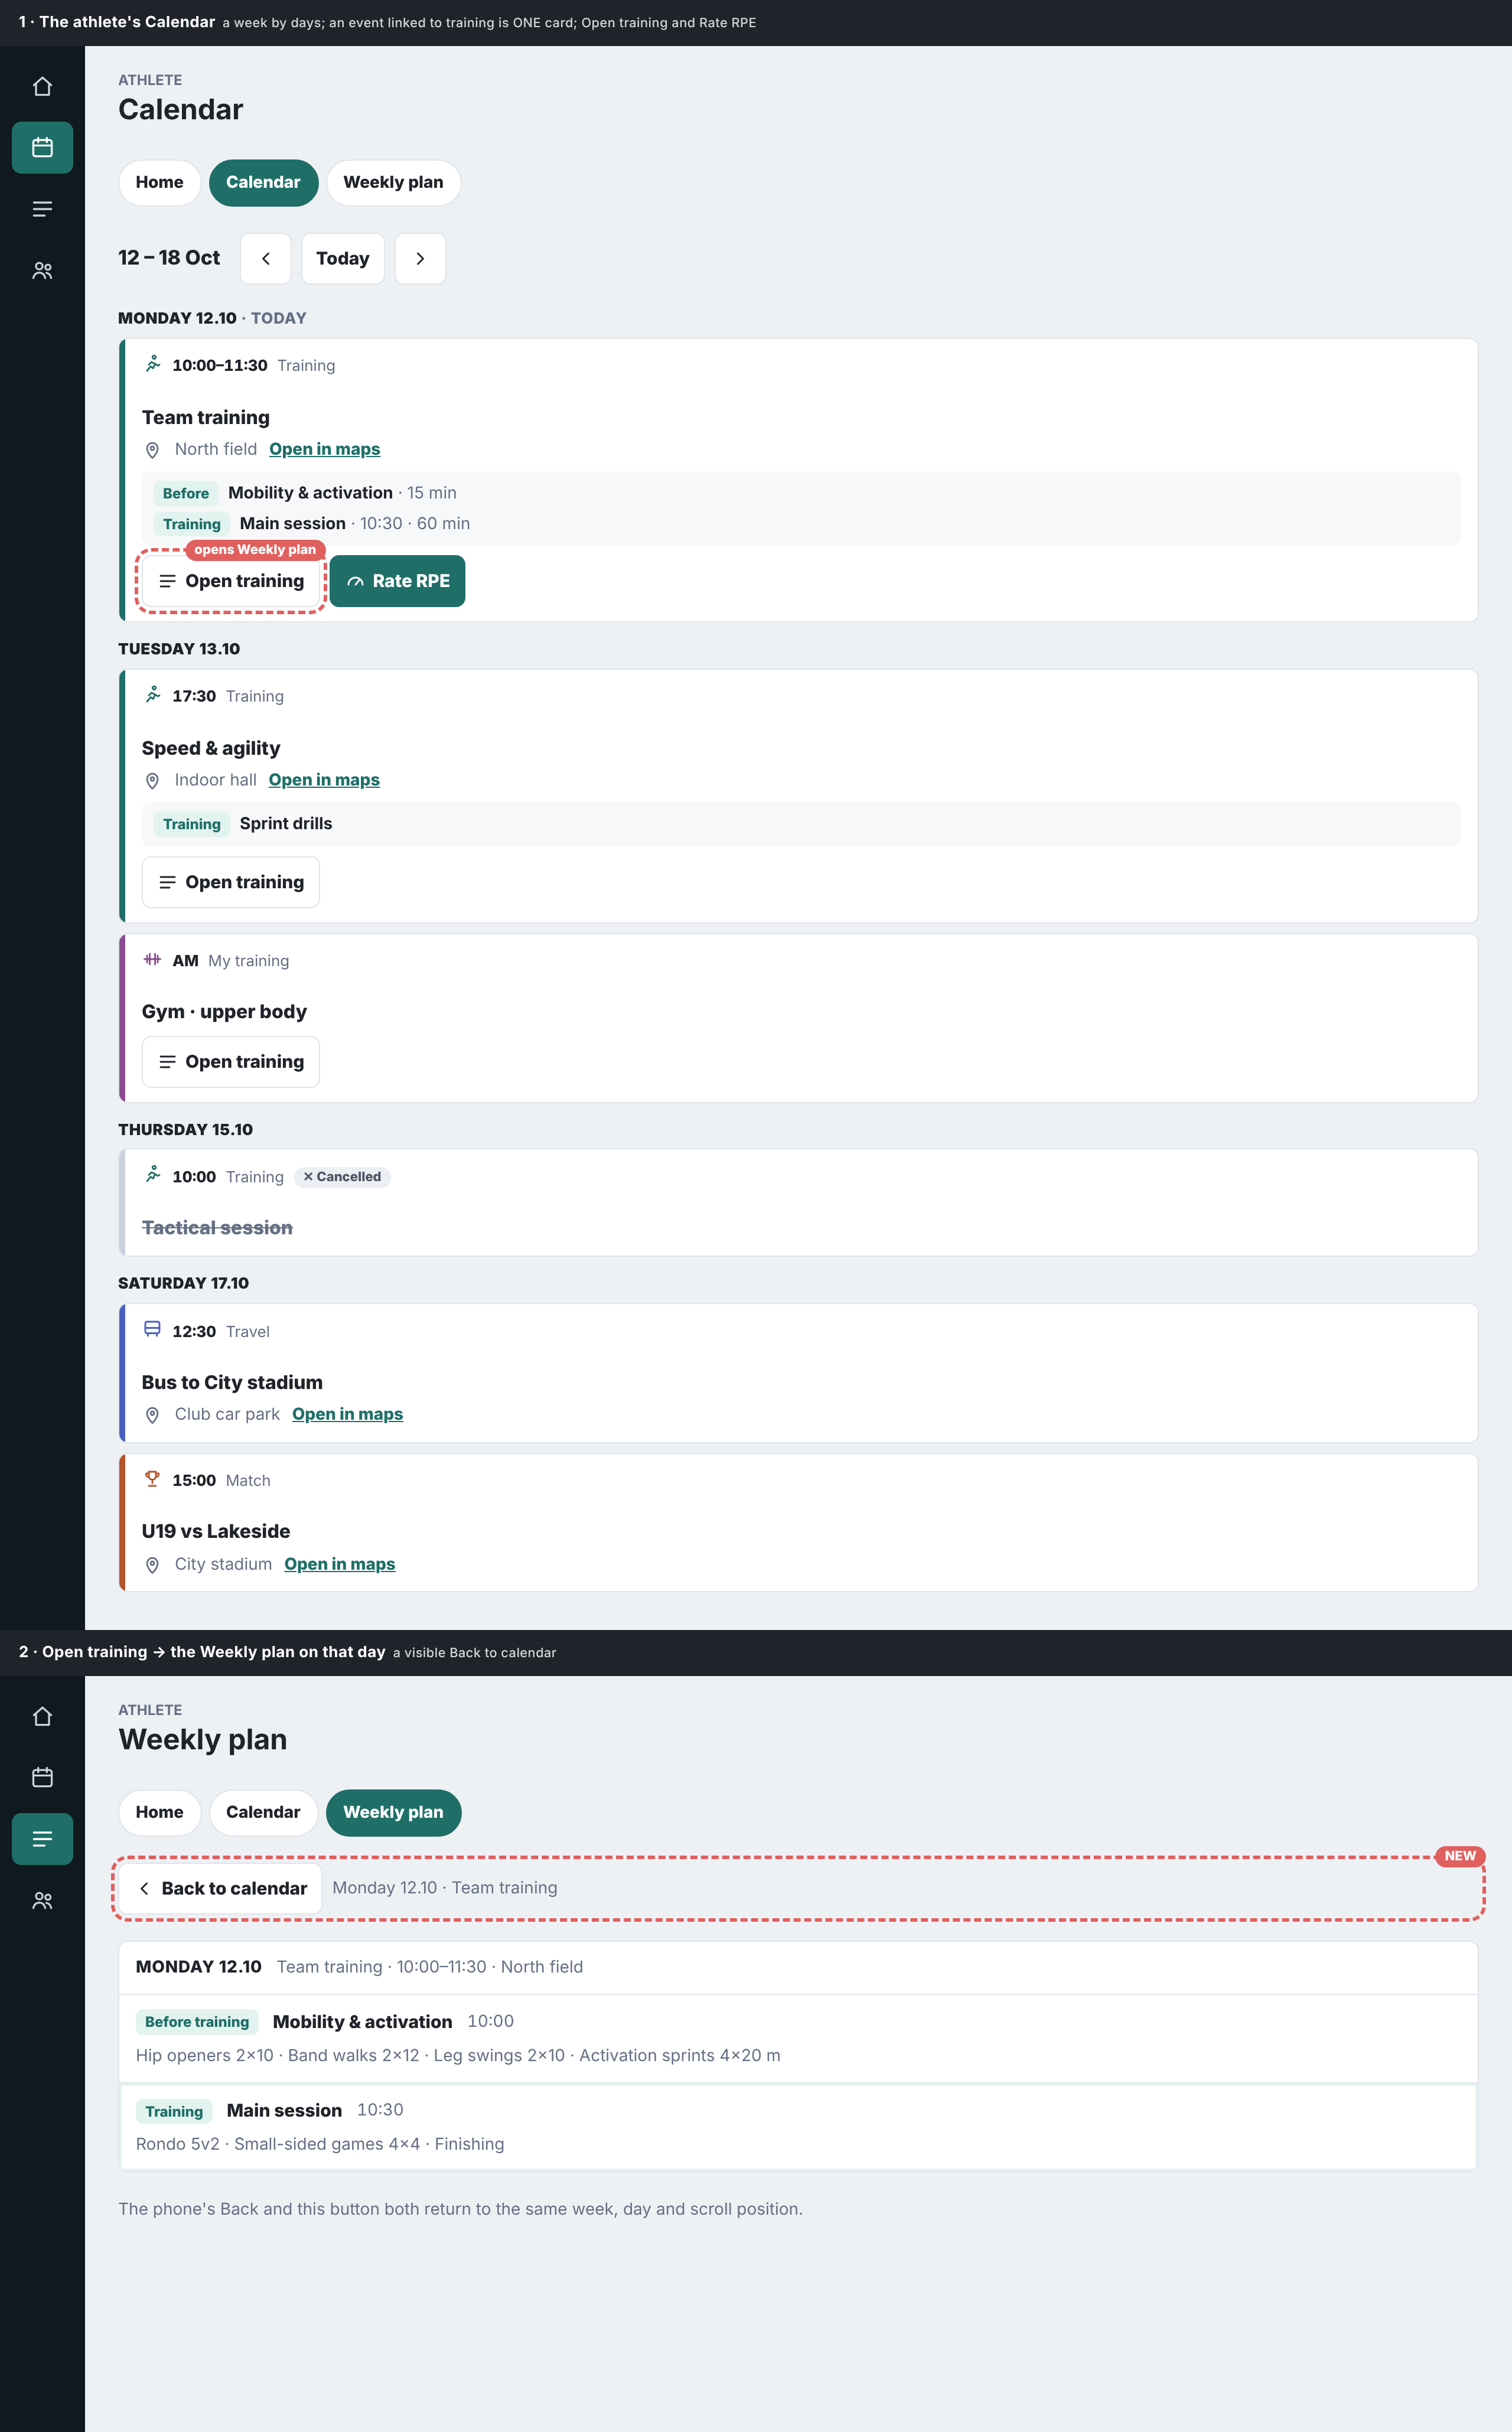 1 · The athlete's Calendar a week by days; an event linked to training is ONE card; Open training and Rate RPE
ATHLETE
Calendar
Home Calendar Weekly plan
12 – 18 Oct Today
MONDAY 12.10 · TODAY
10:00–11:30 Training
Team training
North field Open in maps
Before Mobility & activation · 15 min
Training Main session · 10:30 · 60 min
opens Weekly plan
Open training Rate RPE
TUESDAY 13.10
17:30 Training
Speed & agility
Indoor hall Open in maps
Training Sprint drills
Open training
AM My training
Gym · upper body
Open training
THURSDAY 15.10
10:00 Training × Cancelled
Tactical session
SATURDAY 17.10
12:30 Travel
Bus to City stadium
Club car park Open in maps
15:00 Match
U19 vs Lakeside
City stadium Open in maps
2 · Open training → the Weekly plan on that day a visible Back to calendar
ATHLETE
Weekly plan
Home Calendar Weekly plan
NEW
Back to calendar Monday 12.10 · Team training
MONDAY 12.10 Team training · 10:00–11:30 · North field
Before training Mobility & activation 10:00
Hip openers 2×10 · Band walks 2×12 · Leg swings 2×10 · Activation sprints 4×20 m
Training Main session 10:30
Rondo 5v2 · Small-sided games 4×4 · Finishing
The phone's Back and this button both return to the same week, day and scroll position.